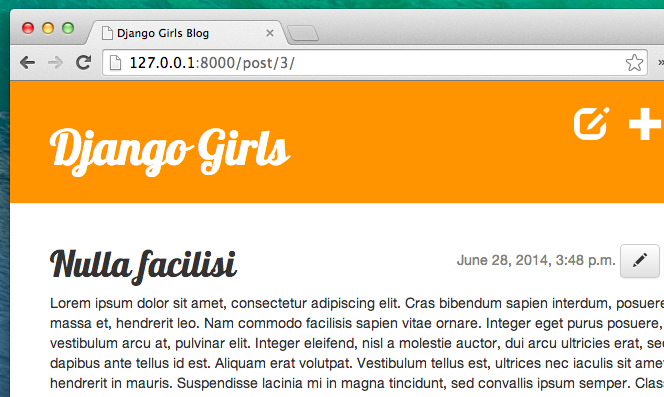 Django Girls Blog
127.0.0.1:8000/post/3/
Django Girls
Nulla facilisi
June 28, 2014, 3:48 p.m.
Lorem ipsum dolor sit amet, consectetur adipiscing elit. Cras bibendum sapien interdum, posuere
massa et, hendrerit leo. Nam commodo facilisis sapien vitae ornare. Integer eget purus posuere,
vestibulum arcu at, pulvinar elit. Integer eleifend, nisl a molestie auctor, dui arcu ultricies erat, sed
dapibus ante tellus id est. Aliquam erat volutpat. Vestibulum tellus est, ultrices nec iaculis sit amet
hendrerit in mauris. Suspendisse lacinia mi in magna tincidunt, sed convallis ipsum semper. Class